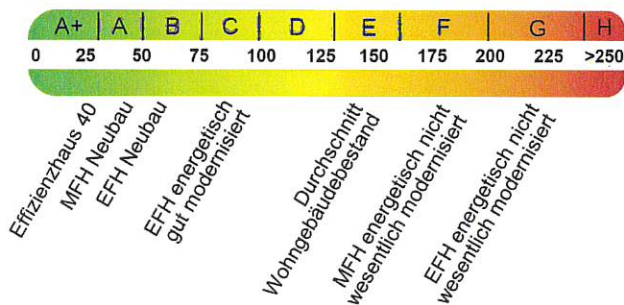 A+ A B C D E F G H
0 25 50 75 100 125 150 175 200 225 >250
Effizienzhaus 40
MFH Neubau
EFH Neubau
EFH energetisch
gut modernisiert
Durchschnitt
Wohngebäudebestand
MFH energetisch nicht
wesentlich modernisiert
EFH energetisch nicht
wesentlich modernisiert